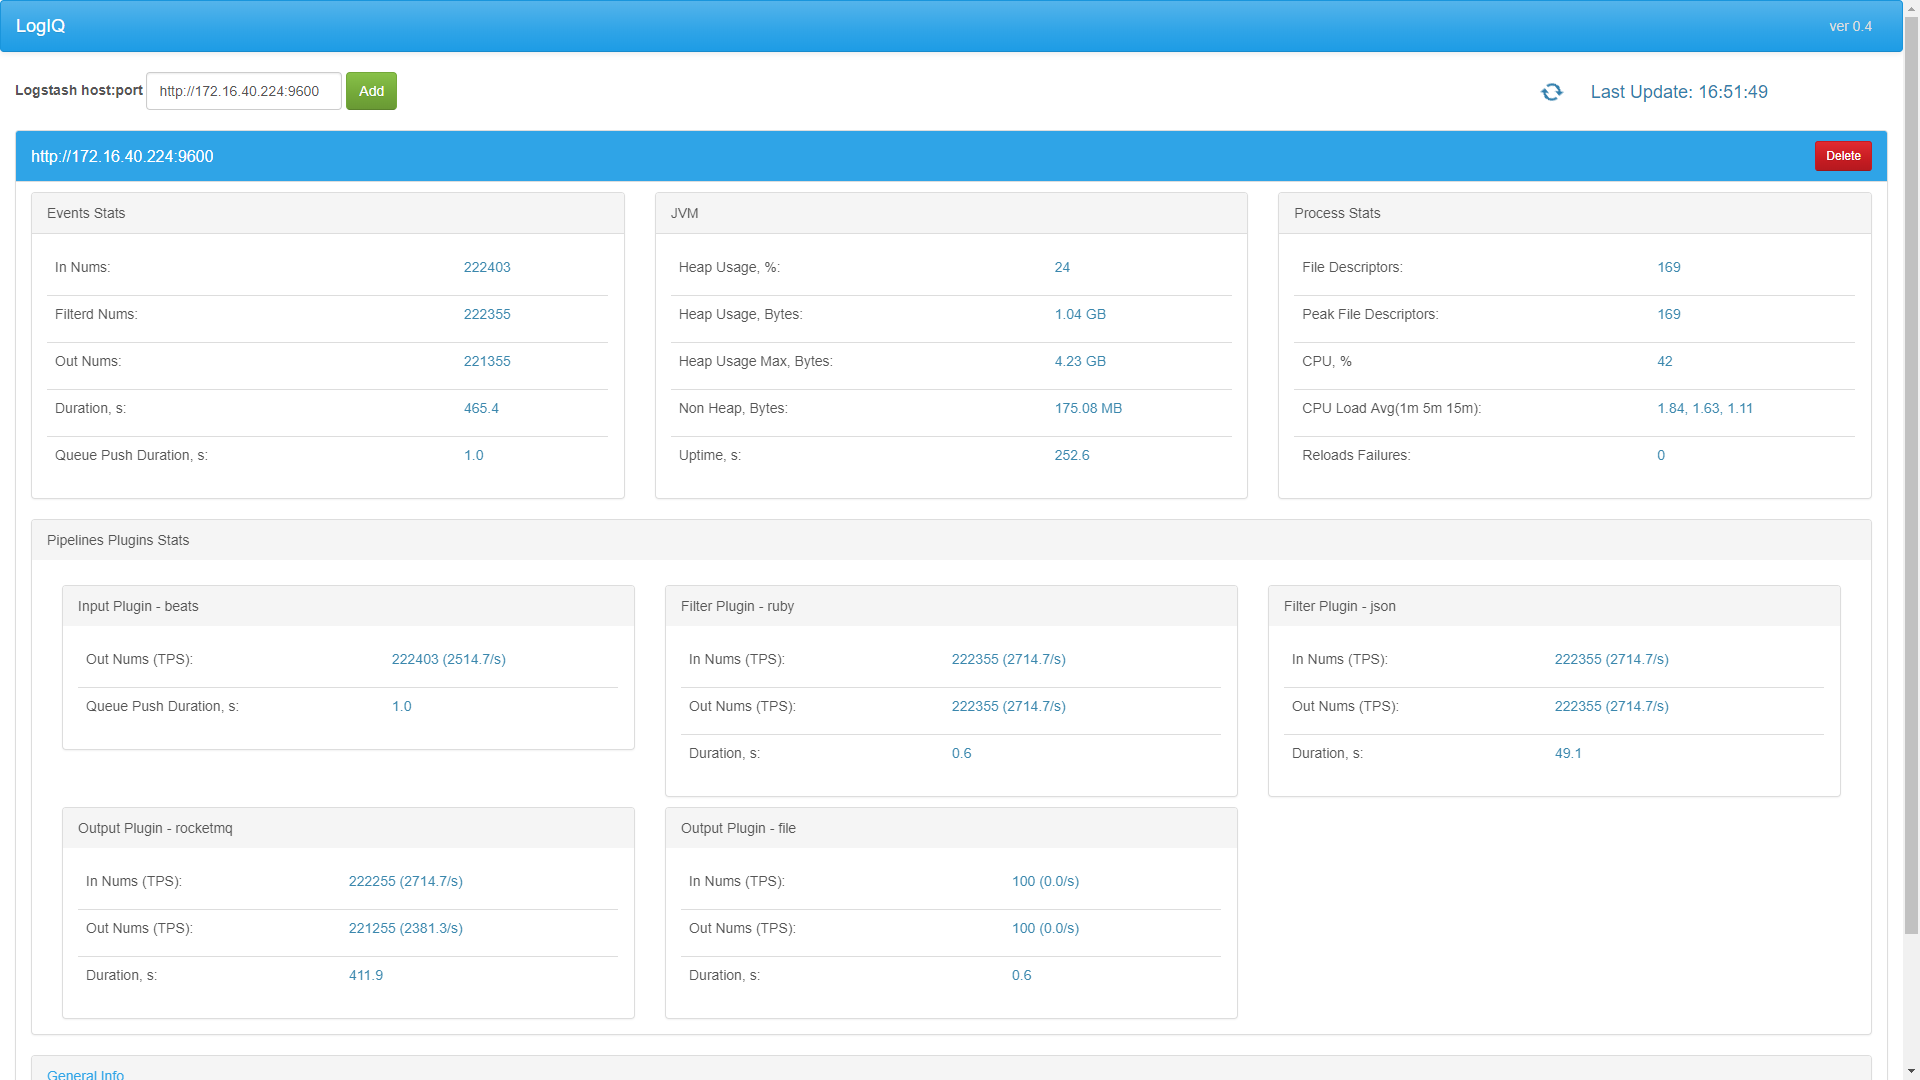 LogIQ
ver 0.4
Logstash host:port http://172.16.40.224:9600 Add
Last Update: 16:51:49
http://172.16.40.224:9600
Delete
Events Stats
In Nums: 222403
Filterd Nums: 222355
Out Nums: 221355
Duration, s: 465.4
Queue Push Duration, s: 1.0
JVM
Heap Usage, %: 24
Heap Usage, Bytes: 1.04 GB
Heap Usage Max, Bytes: 4.23 GB
Non Heap, Bytes: 175.08 MB
Uptime, s: 252.6
Process Stats
File Descriptors: 169
Peak File Descriptors: 169
CPU, % 42
CPU Load Avg(1m 5m 15m): 1.84, 1.63, 1.11
Reloads Failures: 0
Pipelines Plugins Stats
Input Plugin - beats
Out Nums (TPS): 222403 (2514.7/s)
Queue Push Duration, s: 1.0
Filter Plugin - ruby
In Nums (TPS): 222355 (2714.7/s)
Out Nums (TPS): 222355 (2714.7/s)
Duration, s: 0.6
Filter Plugin - json
In Nums (TPS): 222355 (2714.7/s)
Out Nums (TPS): 222355 (2714.7/s)
Duration, s: 49.1
Output Plugin - rocketmq
In Nums (TPS): 222255 (2714.7/s)
Out Nums (TPS): 221255 (2381.3/s)
Duration, s: 411.9
Output Plugin - file
In Nums (TPS): 100 (0.0/s)
Out Nums (TPS): 100 (0.0/s)
Duration, s: 0.6
General Info